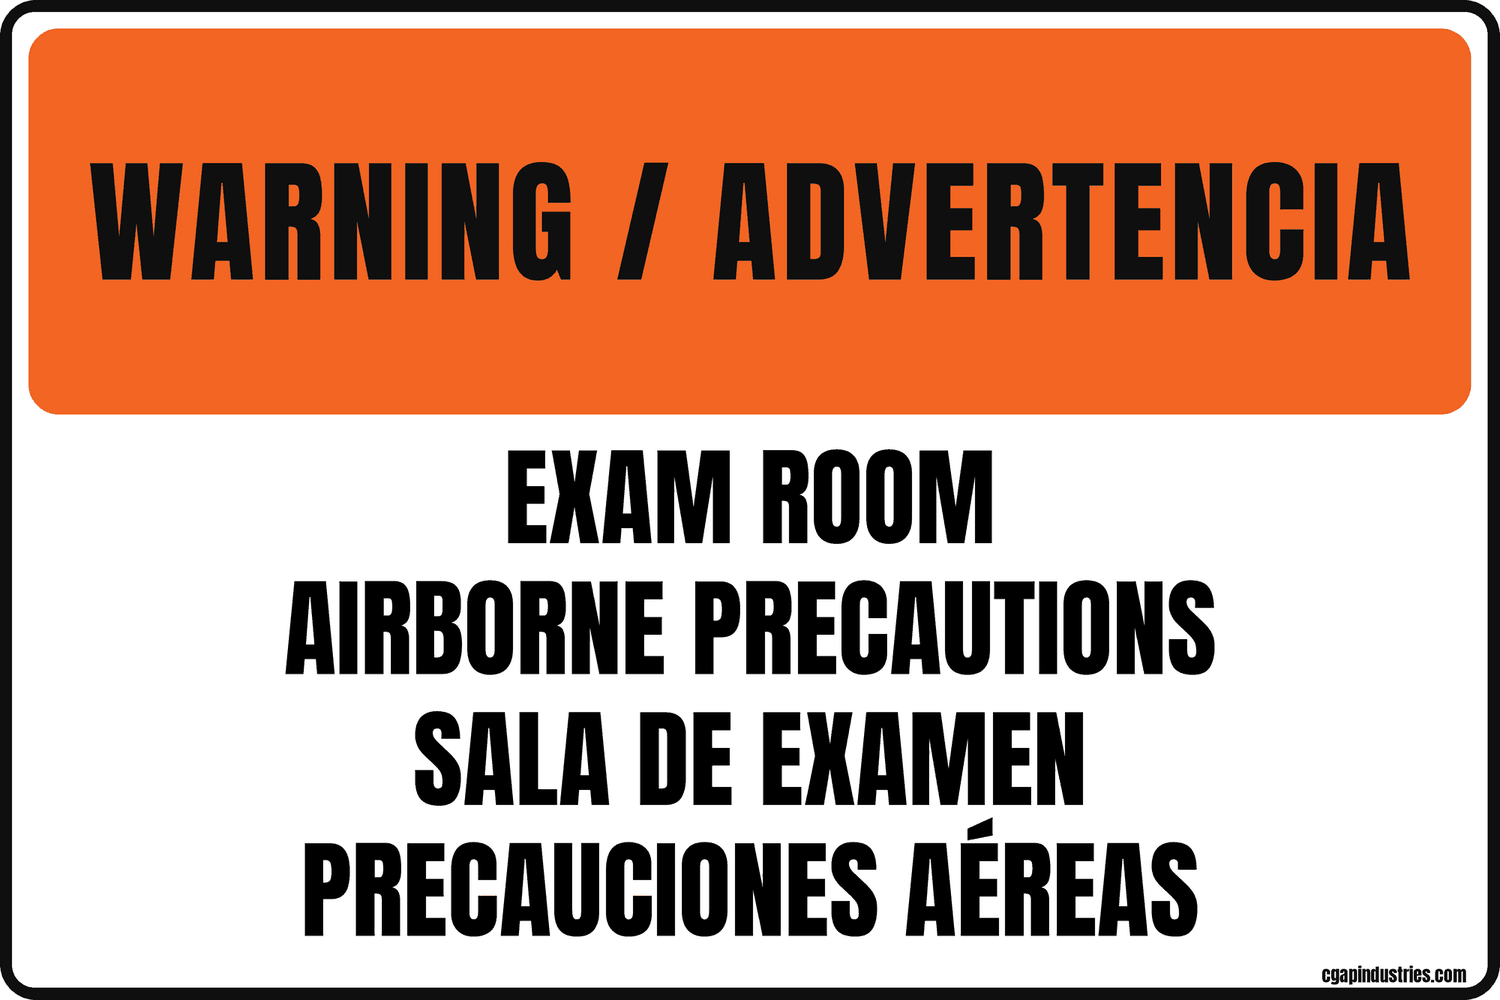 WARNING / ADVERTENCIA
EXAM ROOM
AIRBORNE PRECAUTIONS
SALA DE EXAMEN
PRECAUCIONES AÉREAS
cgapindustries.com